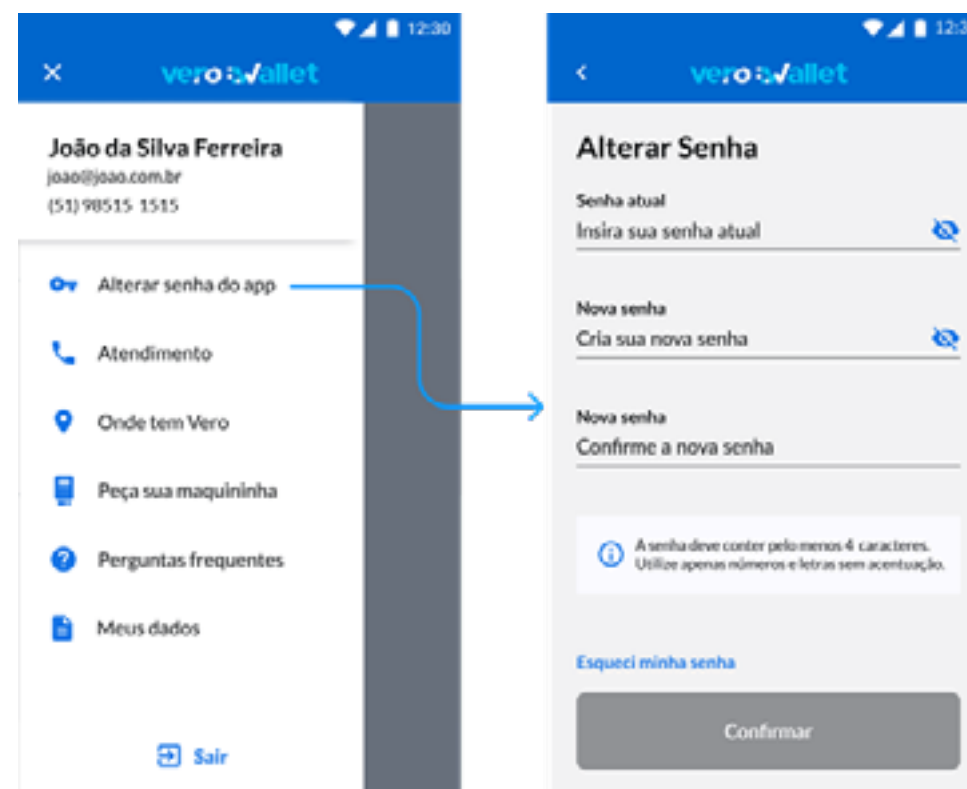 12:30
vero wallet
João da Silva Ferreira
joao@joao.com.br
(51) 98515 1515
Alterar senha do app
Atendimento
Onde tem Vero
Peça sua maquininha
Perguntas frequentes
Meus dados
Sair
12:3
vero wallet
Alterar Senha
Senha atual
Insira sua senha atual
Nova senha
Cria sua nova senha
Nova senha
Confirme a nova senha
A senha deve conter pelo menos 4 caracteres.
Utilize apenas números e letras sem acentuação.
Esqueci minha senha
Confirmar